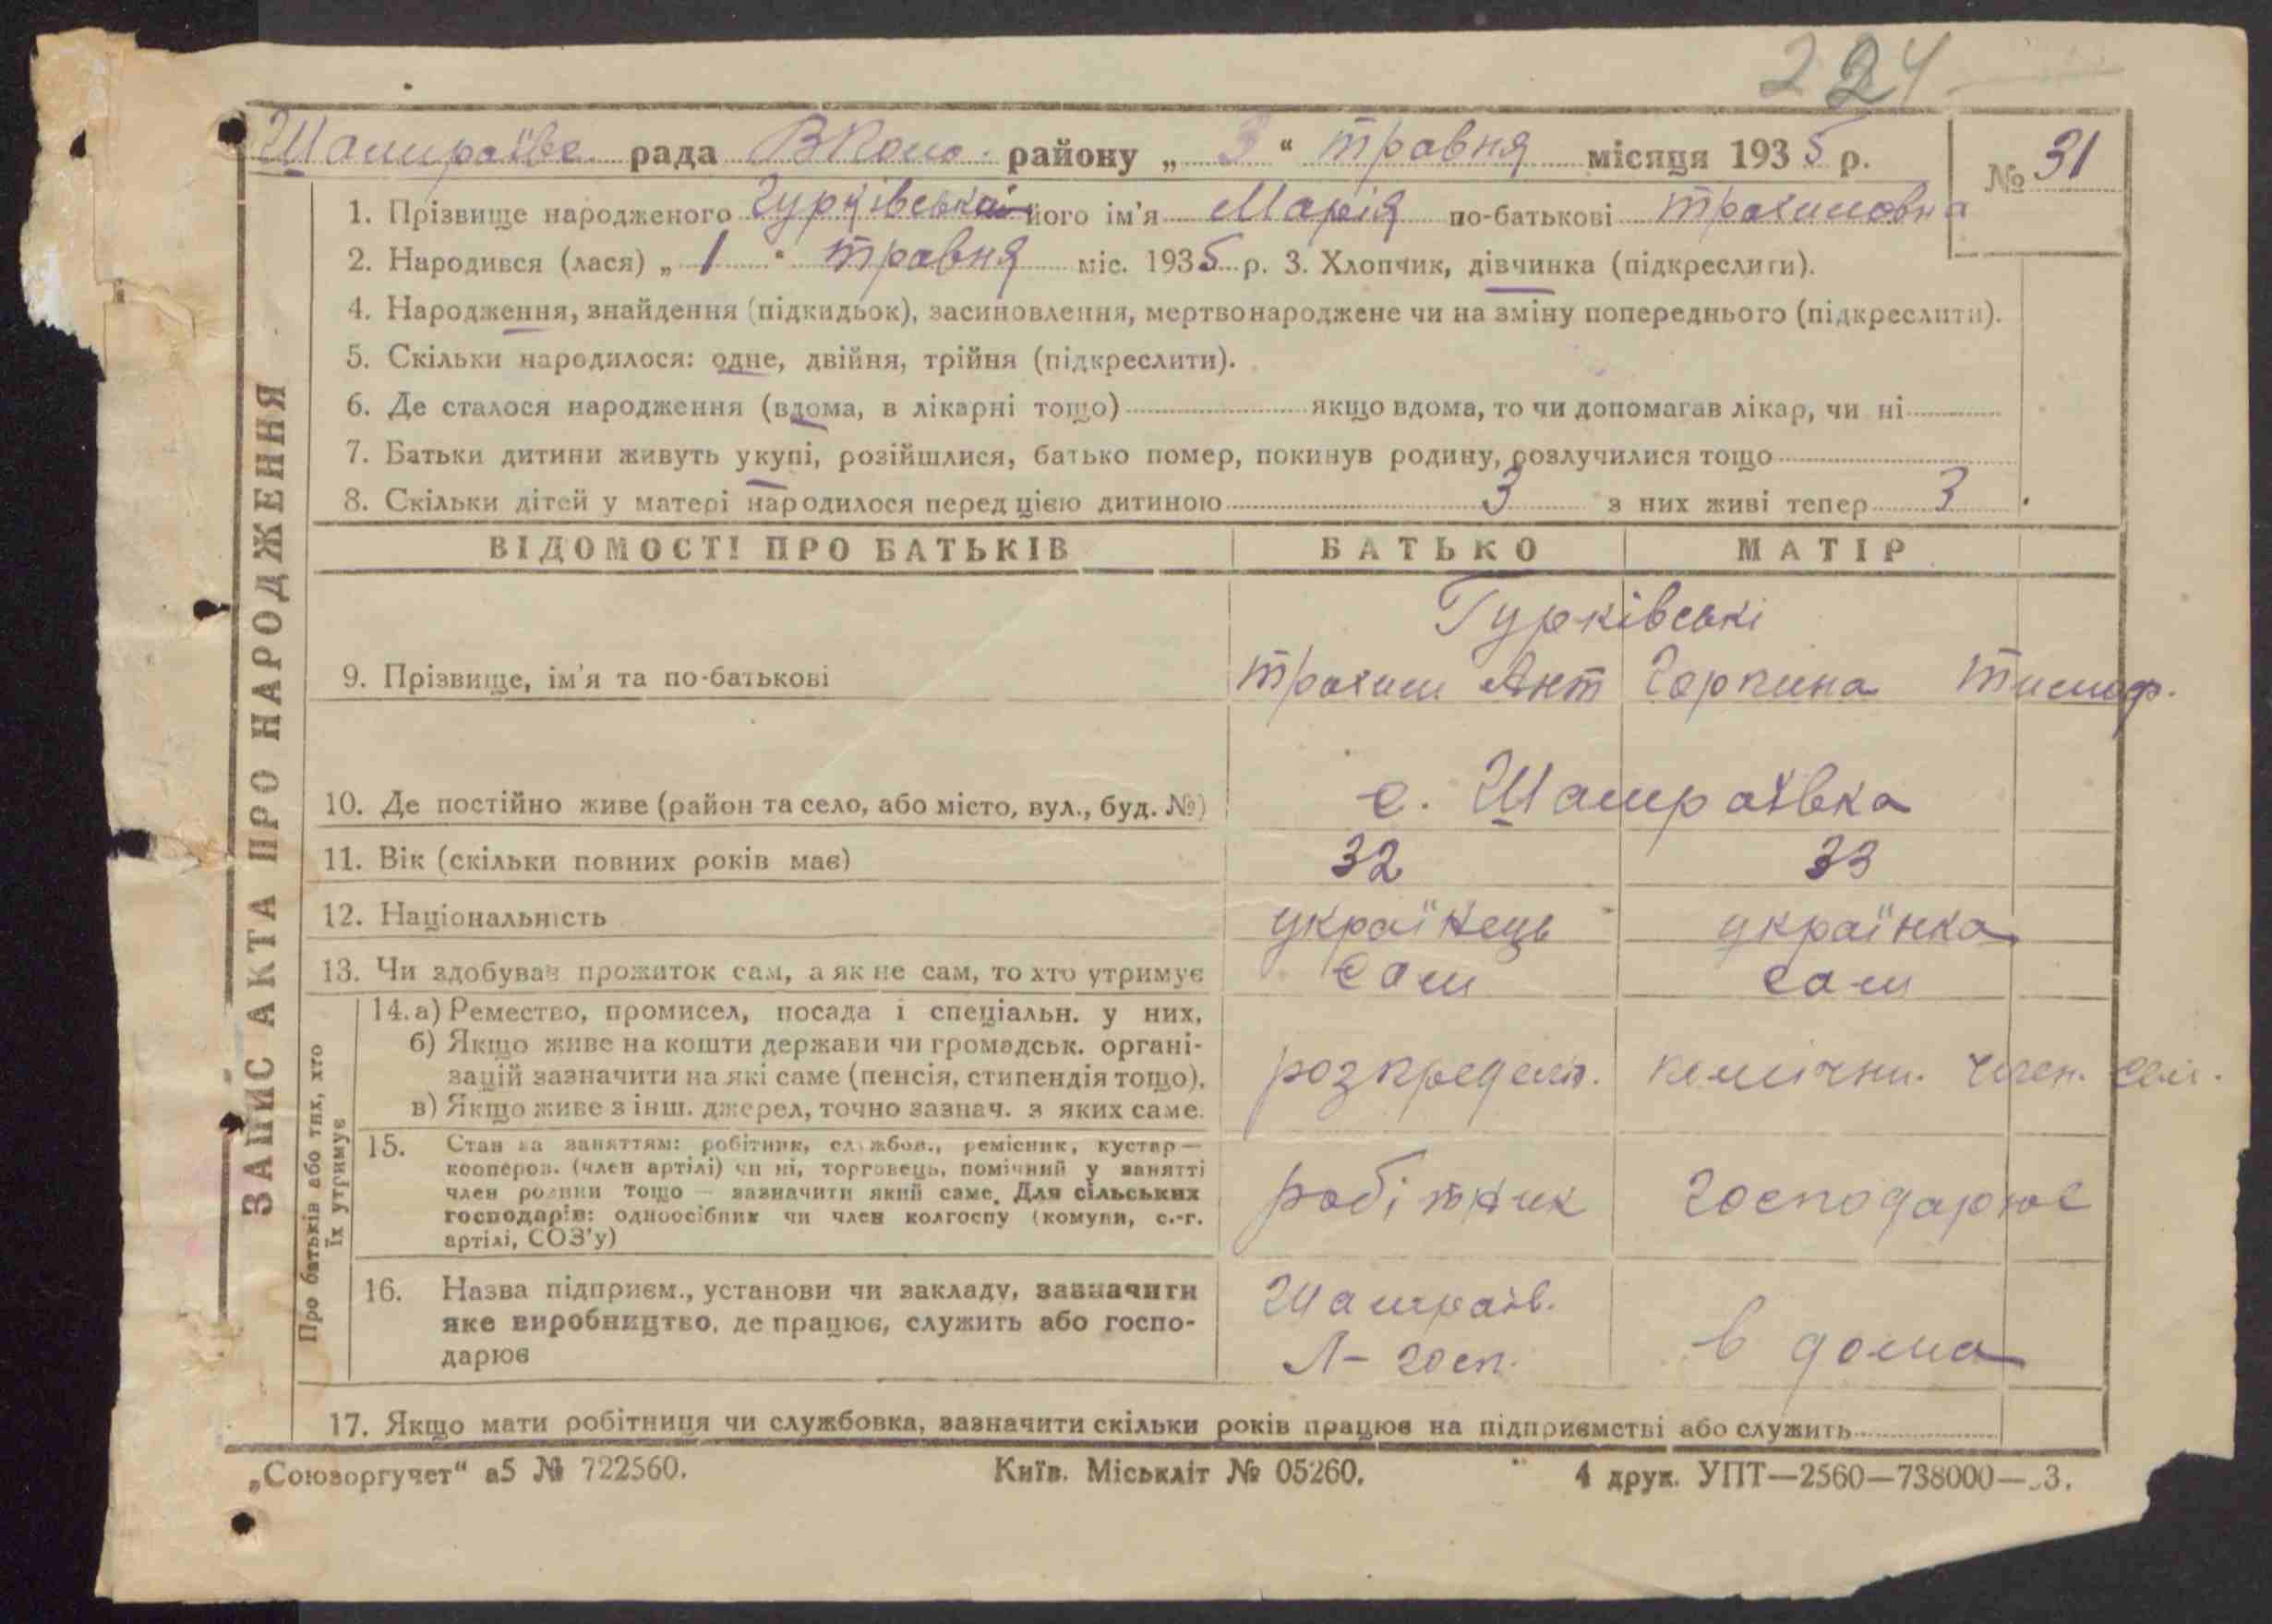 224
Шамраївс. рада ВПоло. району „ 3 “ травня місяця 1935 р. № 31
1. Прізвище народженого Гурківська його ім'я Марія по-батькові трохимовна
2. Народився (лася) „ 1 “ травня міс. 1935 р. 3. Хлопчик, дівчинка (підкреслити).
4. Народження, знайдення (підкидьок), засиновлення, мертвонароджене чи на зміну попереднього (підкреслити).
5. Скільки народилося: одне, двійня, трійня (підкреслити).
6. Де сталося народження (вдома, в лікарні тощо) якщо вдома, то чи допомагав лікар, чи ні
7. Батьки дитини живуть укупі, розійшлися, батько помер, покинув родину, розлучилися тощо
8. Скільки дітей у матері народилося перед цією дитиною 3 з них живі тепер 3
ЗАПИС АКТА ПРО НАРОДЖЕННЯ
ВІДОМОСТІ ПРО БАТЬКІВ БАТЬКО МАТІР
Гурківські
9. Прізвище, ім'я та по-батькові трохим Ант Горпина тимоф.
10. Де постійно живе (район та село, або місто, вул., буд. №) с. Шамраївка
11. Вік (скільки повних років має) 32 33
12. Національність українець українка
13. Чи здобував прожиток сам, а як не сам, то хто утримує сам сам
Про батьків або тих, хто їх утримує
14. а) Ремество, промисел, посада і спеціальн. у них,
б) Якщо живе на кошти держави чи громадськ. органі-
зацій зазначити на які саме (пенсія, стипендія тощо).
в) Якщо живе з інш. джерел, точно зазнач. з яких саме.
член. сем.
15. Стан за заняттям: робітник, службов., ремісник, кустар—
кооперов. (член артілі) чи ні, торговець, помічний у занятті
член родини тощо — зазначити який саме. Для сільських
господарів: одноосібник чи член колгоспу (комуни, с.-г.
артілі, СОЗ'у)
робітник господарює
16. Назва підприєм., установи чи закладу, зазначити
яке виробництво, де працює, служить або госпо-
дарює
Шамраїв.
Л- госп. в дома
17. Якщо мати робітниця чи службовка, зазначити скільки років працює на підприємстві або служить
„Союзоргучет“ а5 № 722560. Київ. Міськліт № 05260. 4 друк. УПТ—2560—738000—3.